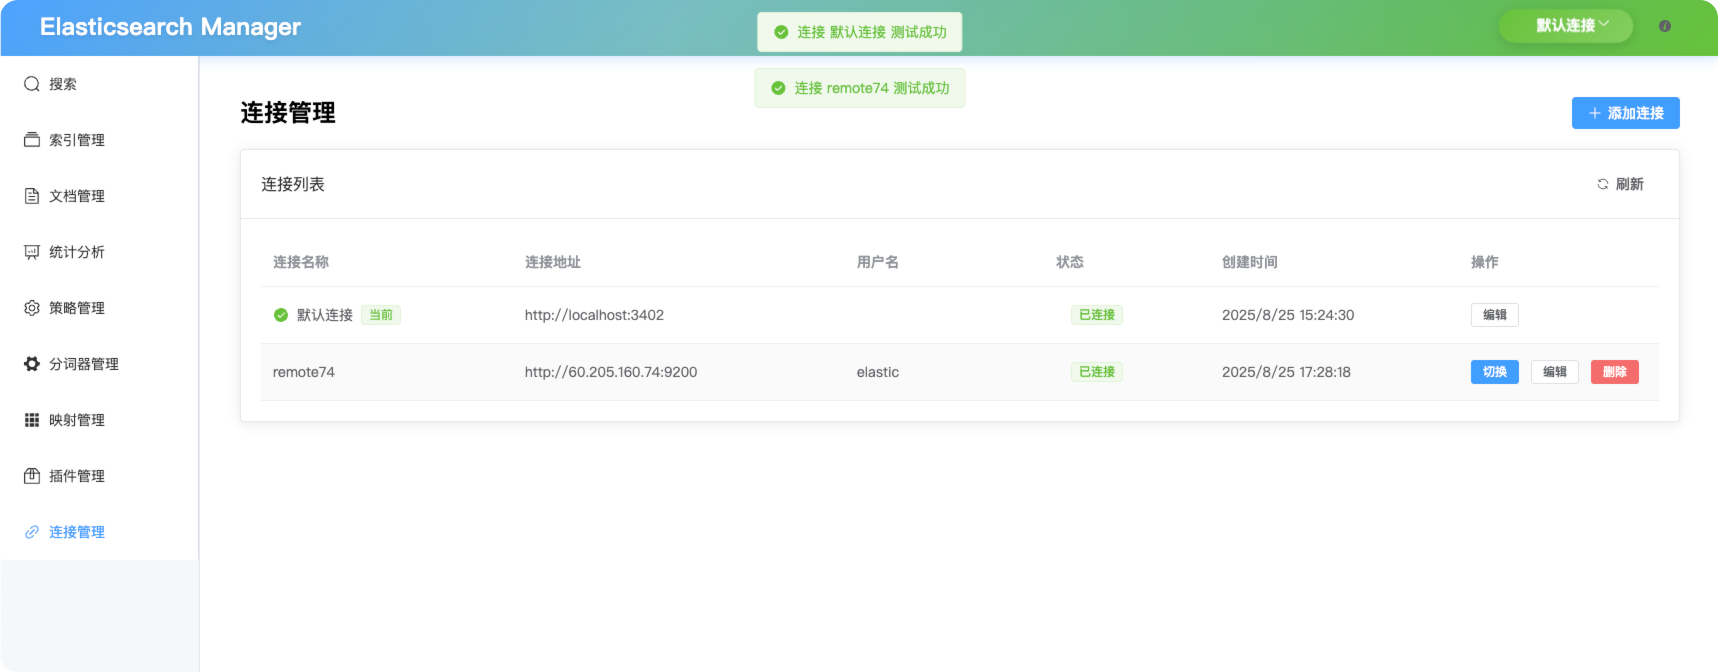 Elasticsearch Manager
连接 默认连接 测试成功
默认连接
连接 remote74 测试成功
搜索
索引管理
文档管理
统计分析
策略管理
分词器管理
映射管理
插件管理
连接管理
连接管理
添加连接
连接列表
刷新
连接名称 连接地址 用户名 状态 创建时间 操作
默认连接 当前 http://localhost:3402 已连接 2025/8/25 15:24:30 编辑
remote74 http://60.205.160.74:9200 elastic 已连接 2025/8/25 17:28:18 切换 编辑 删除